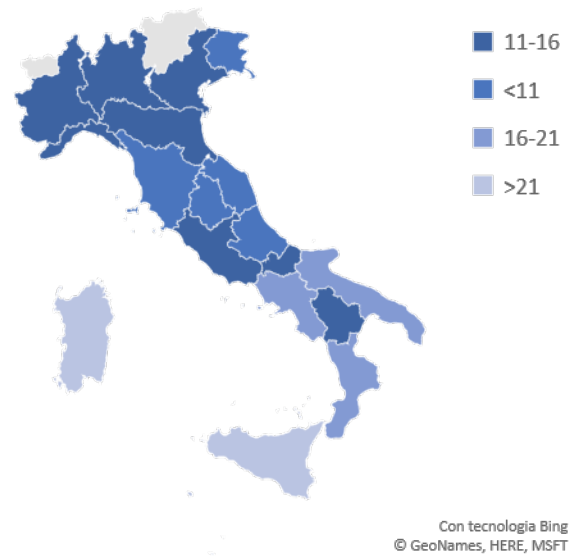 11-16
<11
16-21
>21
Con tecnologia Bing
© GeoNames, HERE, MSFT